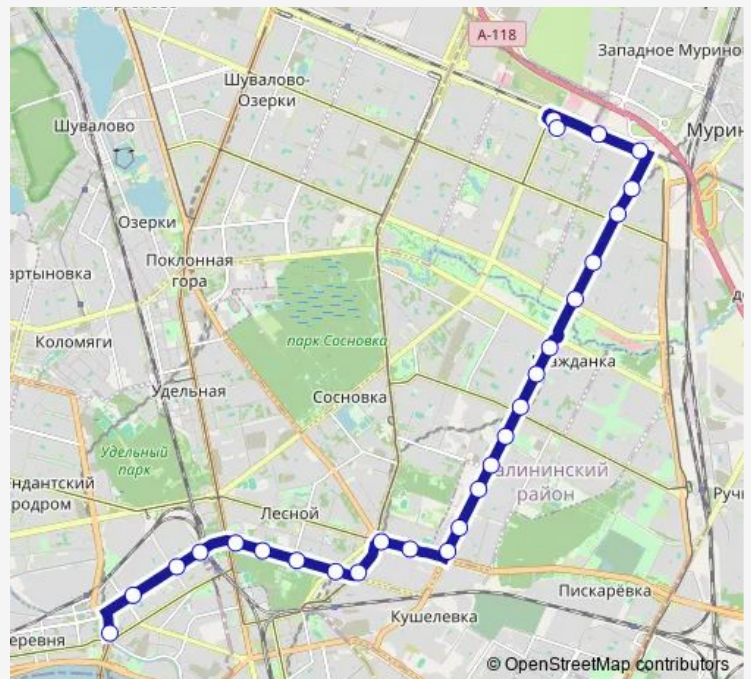 А-118
Западное Мурино
Шувалово-
Озерки
Шувалово
Мурин
Озерки
Поклонная
гора
артыновка
парк Сосновка
Коломяги
ажданка
Удельная
Сосновка
Удельный
парк
ндантский
родром
алининский
район
Ручь
Лесной
Пискарёвка
Кушелевка
еревня
© OpenStreetMap contributors